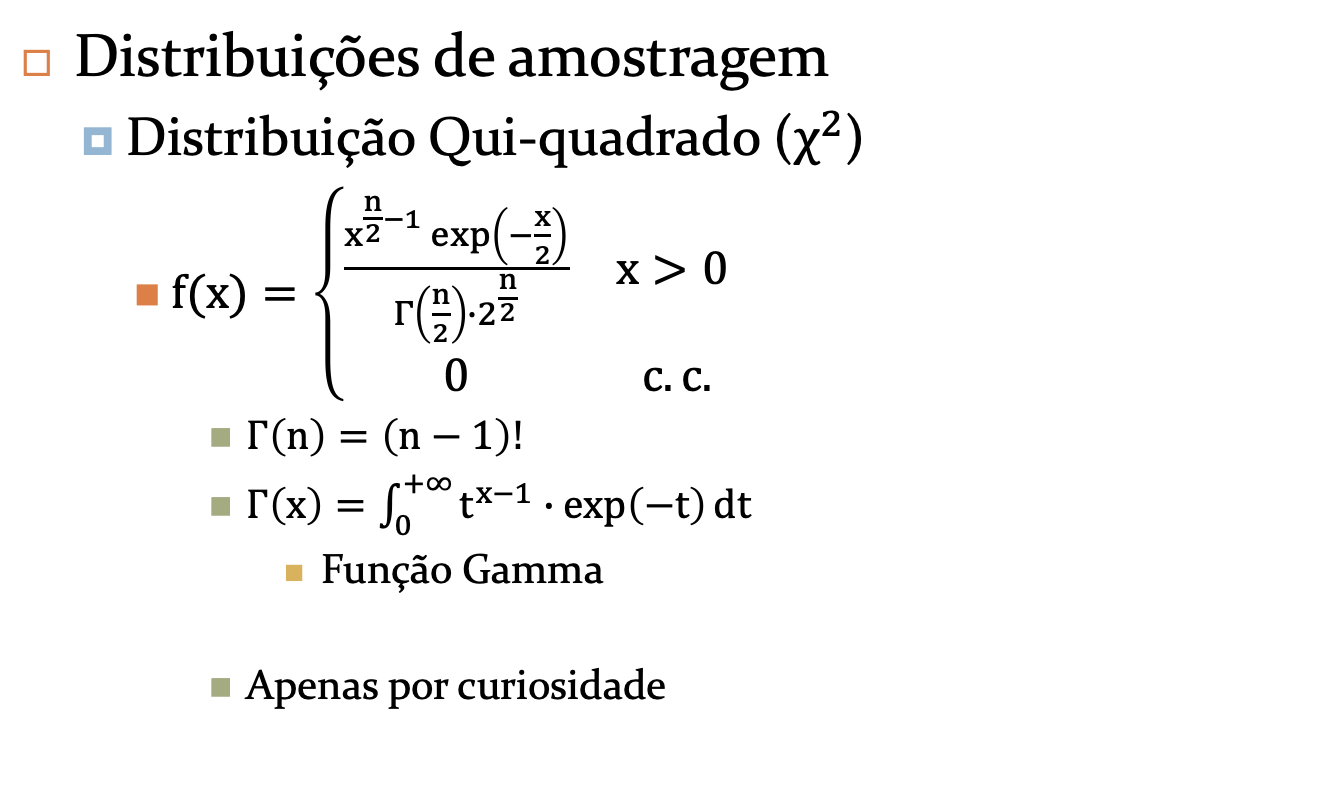 Distribuições de amostragem
Distribuição Qui-quadrado (χ²)
f(x) = { x^(n/2 −1) exp(−x/2) / Γ(n/2)·2^(n/2) x > 0
0 c. c.
Γ(n) = (n − 1)!
Γ(x) = ∫₀^(+∞) t^(x−1) · exp(−t) dt
Função Gamma
Apenas por curiosidade